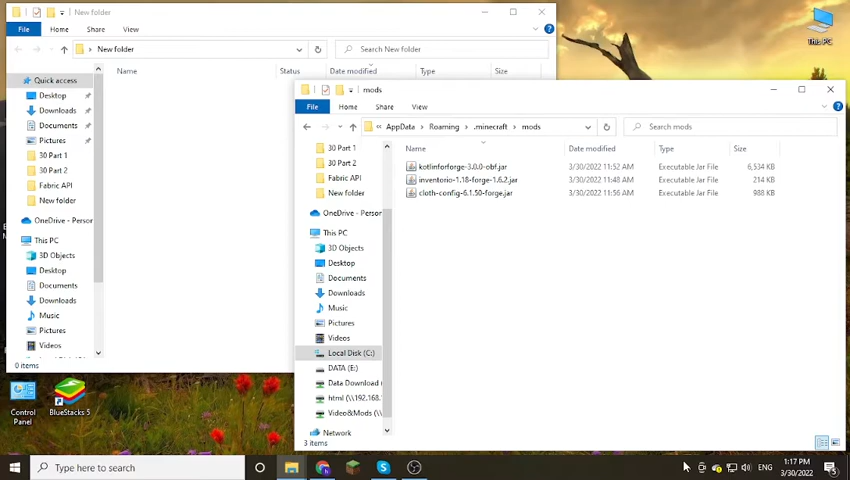 New folder
File
Home
Share
View
New folder
Search New folder
Name
Status
Date modified
Type
Size
Quick access
Desktop
Downloads
Documents
Pictures
30 Part 1
30 Part 2
Fabric API
New folder
OneDrive - Persor
This PC
3D Objects
Desktop
Documents
Downloads
Music
Pictures
Videos
0 items
mods
File
Home
Share
View
« AppData > Roaming > .minecraft > mods
Search mods
Name
Date modified
Type
Size
kotlinforforge-3.0.0-obf.jar 3/30/2022 11:52 AM Executable Jar File 6,534 KB
inventorio-1.18-forge-1.6.2.jar 3/30/2022 11:48 AM Executable Jar File 214 KB
cloth-config-6.1.50-forge.jar 3/30/2022 11:56 AM Executable Jar File 988 KB
30 Part 1
30 Part 2
Fabric API
New folder
OneDrive - Person
This PC
3D Objects
Desktop
Documents
Downloads
Music
Pictures
Videos
Local Disk (C:)
DATA (E:)
Data Download (
html (\\192.168.
Video&Mods (\\
Network
3 items
This PC
Control
Panel
BlueStacks 5
Type here to search
ENG
1:17 PM
3/30/2022
5